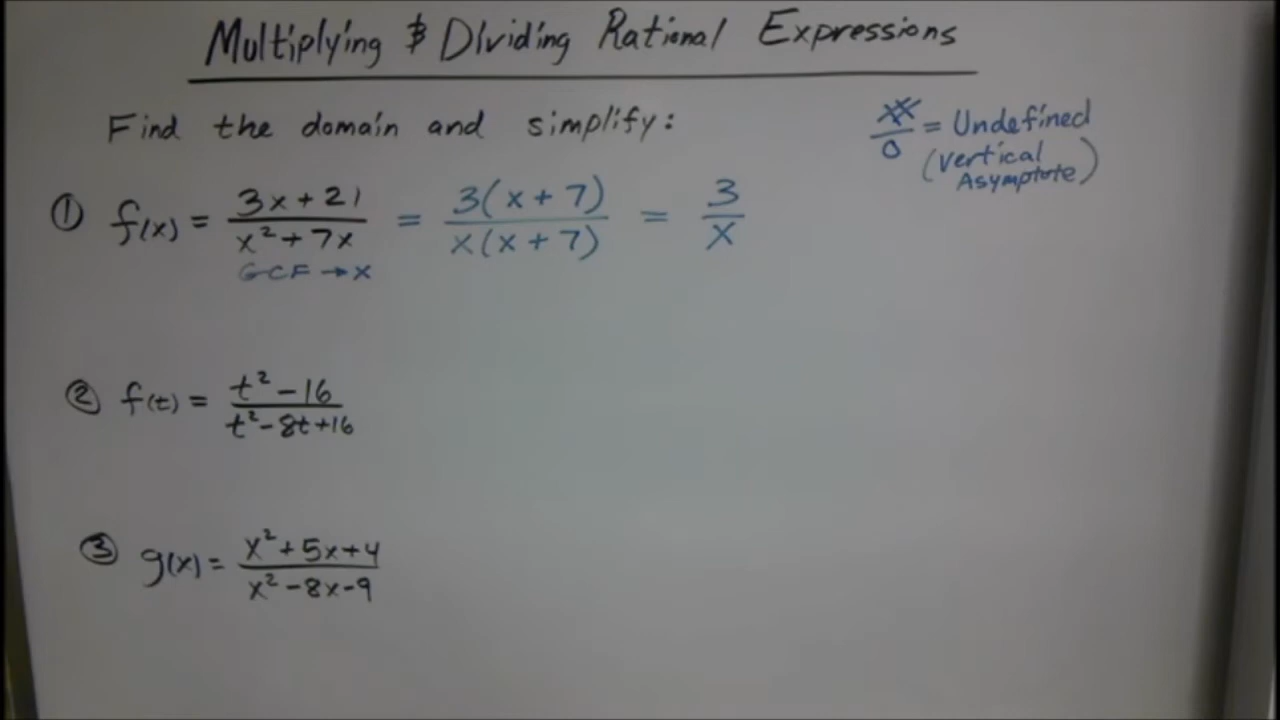 Multiplying & Dividing Rational Expressions
Find the domain and simplify:
xx/0 = Undefined
(Vertical
Asymptote)
① f(x) = (3x+21)/(x²+7x) = 3(x+7)/x(x+7) = 3/x
GCF → x
② f(t) = (t²-16)/(t²-8t+16)
③ g(x) = (x²+5x+4)/(x²-8x-9)